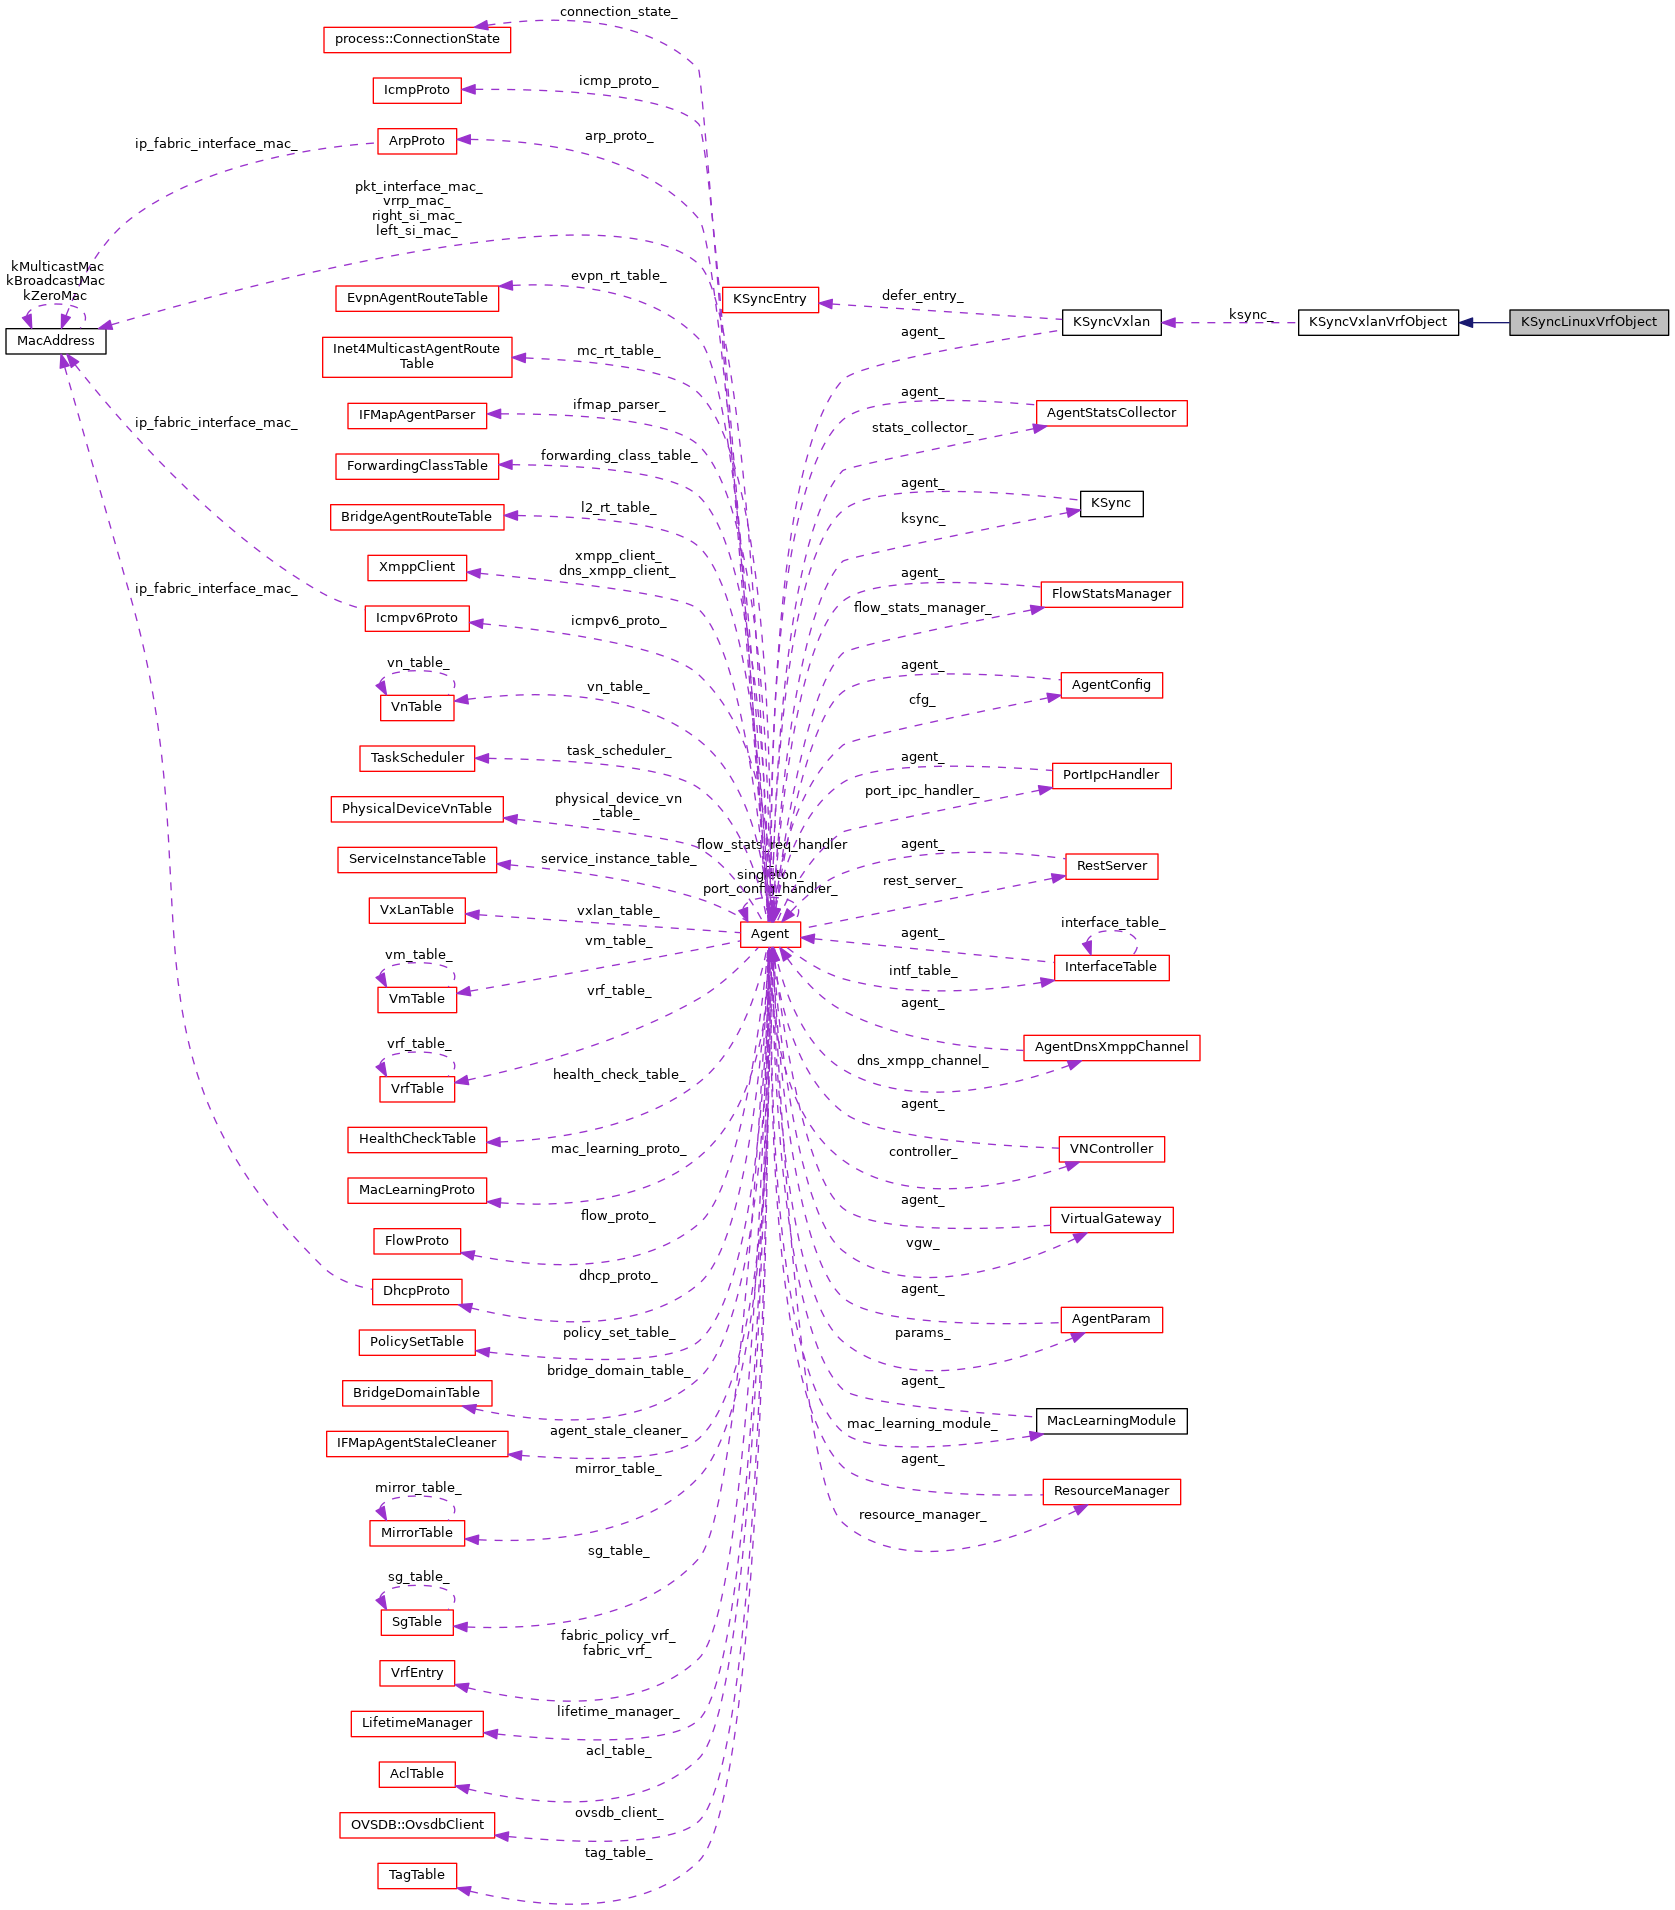 connection_state_
process::ConnectionState
icmp_proto_
IcmpProto
arp_proto_
ArpProto
ip_fabric_interface_mac_
pkt_interface_mac_
vrrp_mac_
right_si_mac_
left_si_mac_
kMulticastMac
kBroadcastMac
kZeroMac
MacAddress
evpn_rt_table_
EvpnAgentRouteTable
KSyncEntry
defer_entry_
KSyncVxlan
ksync_
KSyncVxlanVrfObject
KSyncLinuxVrfObject
agent_
Inet4MulticastAgentRoute
Table
mc_rt_table_
IFMapAgentParser
ifmap_parser_
agent_
AgentStatsCollector
stats_collector_
ip_fabric_interface_mac_
ForwardingClassTable
forwarding_class_table_
agent_
KSync
ksync_
BridgeAgentRouteTable
l2_rt_table_
XmppClient
xmpp_client_
dns_xmpp_client_
agent_
FlowStatsManager
flow_stats_manager_
ip_fabric_interface_mac_
Icmpv6Proto
icmpv6_proto_
vn_table_
VnTable
vn_table_
agent_
AgentConfig
cfg_
TaskScheduler
task_scheduler_
agent_
PortIpcHandler
port_ipc_handler_
PhysicalDeviceVnTable
physical_device_vn
_table_
ServiceInstanceTable
service_instance_table_
flow_stats_req_handler
_
singleton_
port_config_handler_
agent_
RestServer
rest_server_
VxLanTable
vxlan_table_
Agent
interface_table_
InterfaceTable
agent_
intf_table_
vm_table_
vm_table_
VmTable
vrf_table_
agent_
AgentDnsXmppChannel
dns_xmpp_channel_
vrf_table_
VrfTable
health_check_table_
HealthCheckTable
agent_
VNController
controller_
mac_learning_proto_
MacLearningProto
flow_proto_
FlowProto
agent_
VirtualGateway
vgw_
dhcp_proto_
DhcpProto
agent_
AgentParam
params_
policy_set_table_
PolicySetTable
bridge_domain_table_
BridgeDomainTable
agent_
MacLearningModule
mac_learning_module_
agent_stale_cleaner_
IFMapAgentStaleCleaner
mirror_table_
mirror_table_
MirrorTable
agent_
ResourceManager
resource_manager_
sg_table_
sg_table_
SgTable
fabric_policy_vrf_
fabric_vrf_
VrfEntry
lifetime_manager_
LifetimeManager
acl_table_
AclTable
ovsdb_client_
OVSDB::OvsdbClient
tag_table_
TagTable